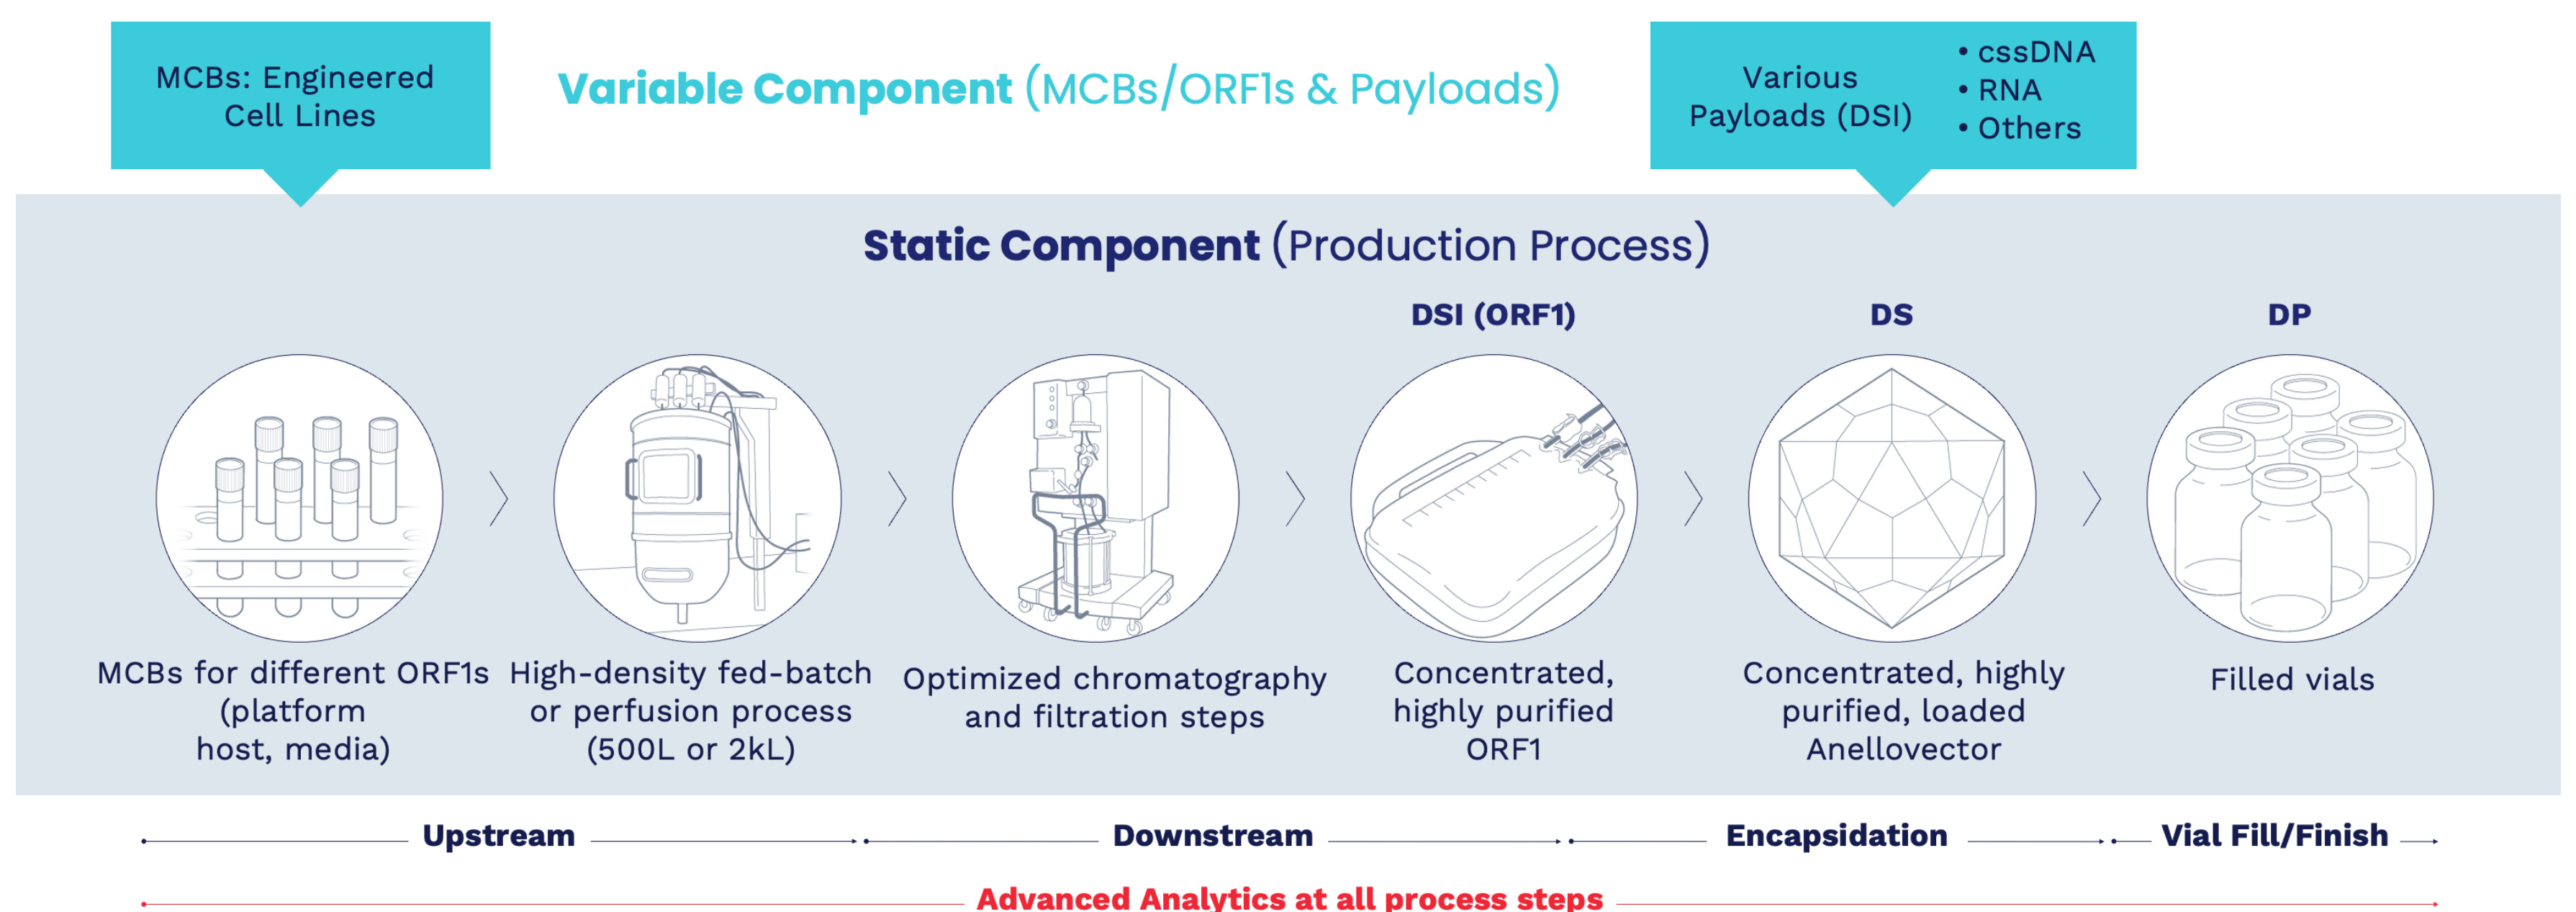 MCBs: Engineered
Cell Lines
Variable Component (MCBs/ORF1s & Payloads)
Various
Payloads (DSI)
• cssDNA
• RNA
• Others
Static Component (Production Process)
DSI (ORF1)
DS
DP
MCBs for different ORF1s
(platform
host, media)
High-density fed-batch
or perfusion process
(500L or 2kL)
Optimized chromatography
and filtration steps
Concentrated,
highly purified
ORF1
Concentrated, highly
purified, loaded
Anellovector
Filled vials
Upstream
Downstream
Encapsidation
Vial Fill/Finish
Advanced Analytics at all process steps